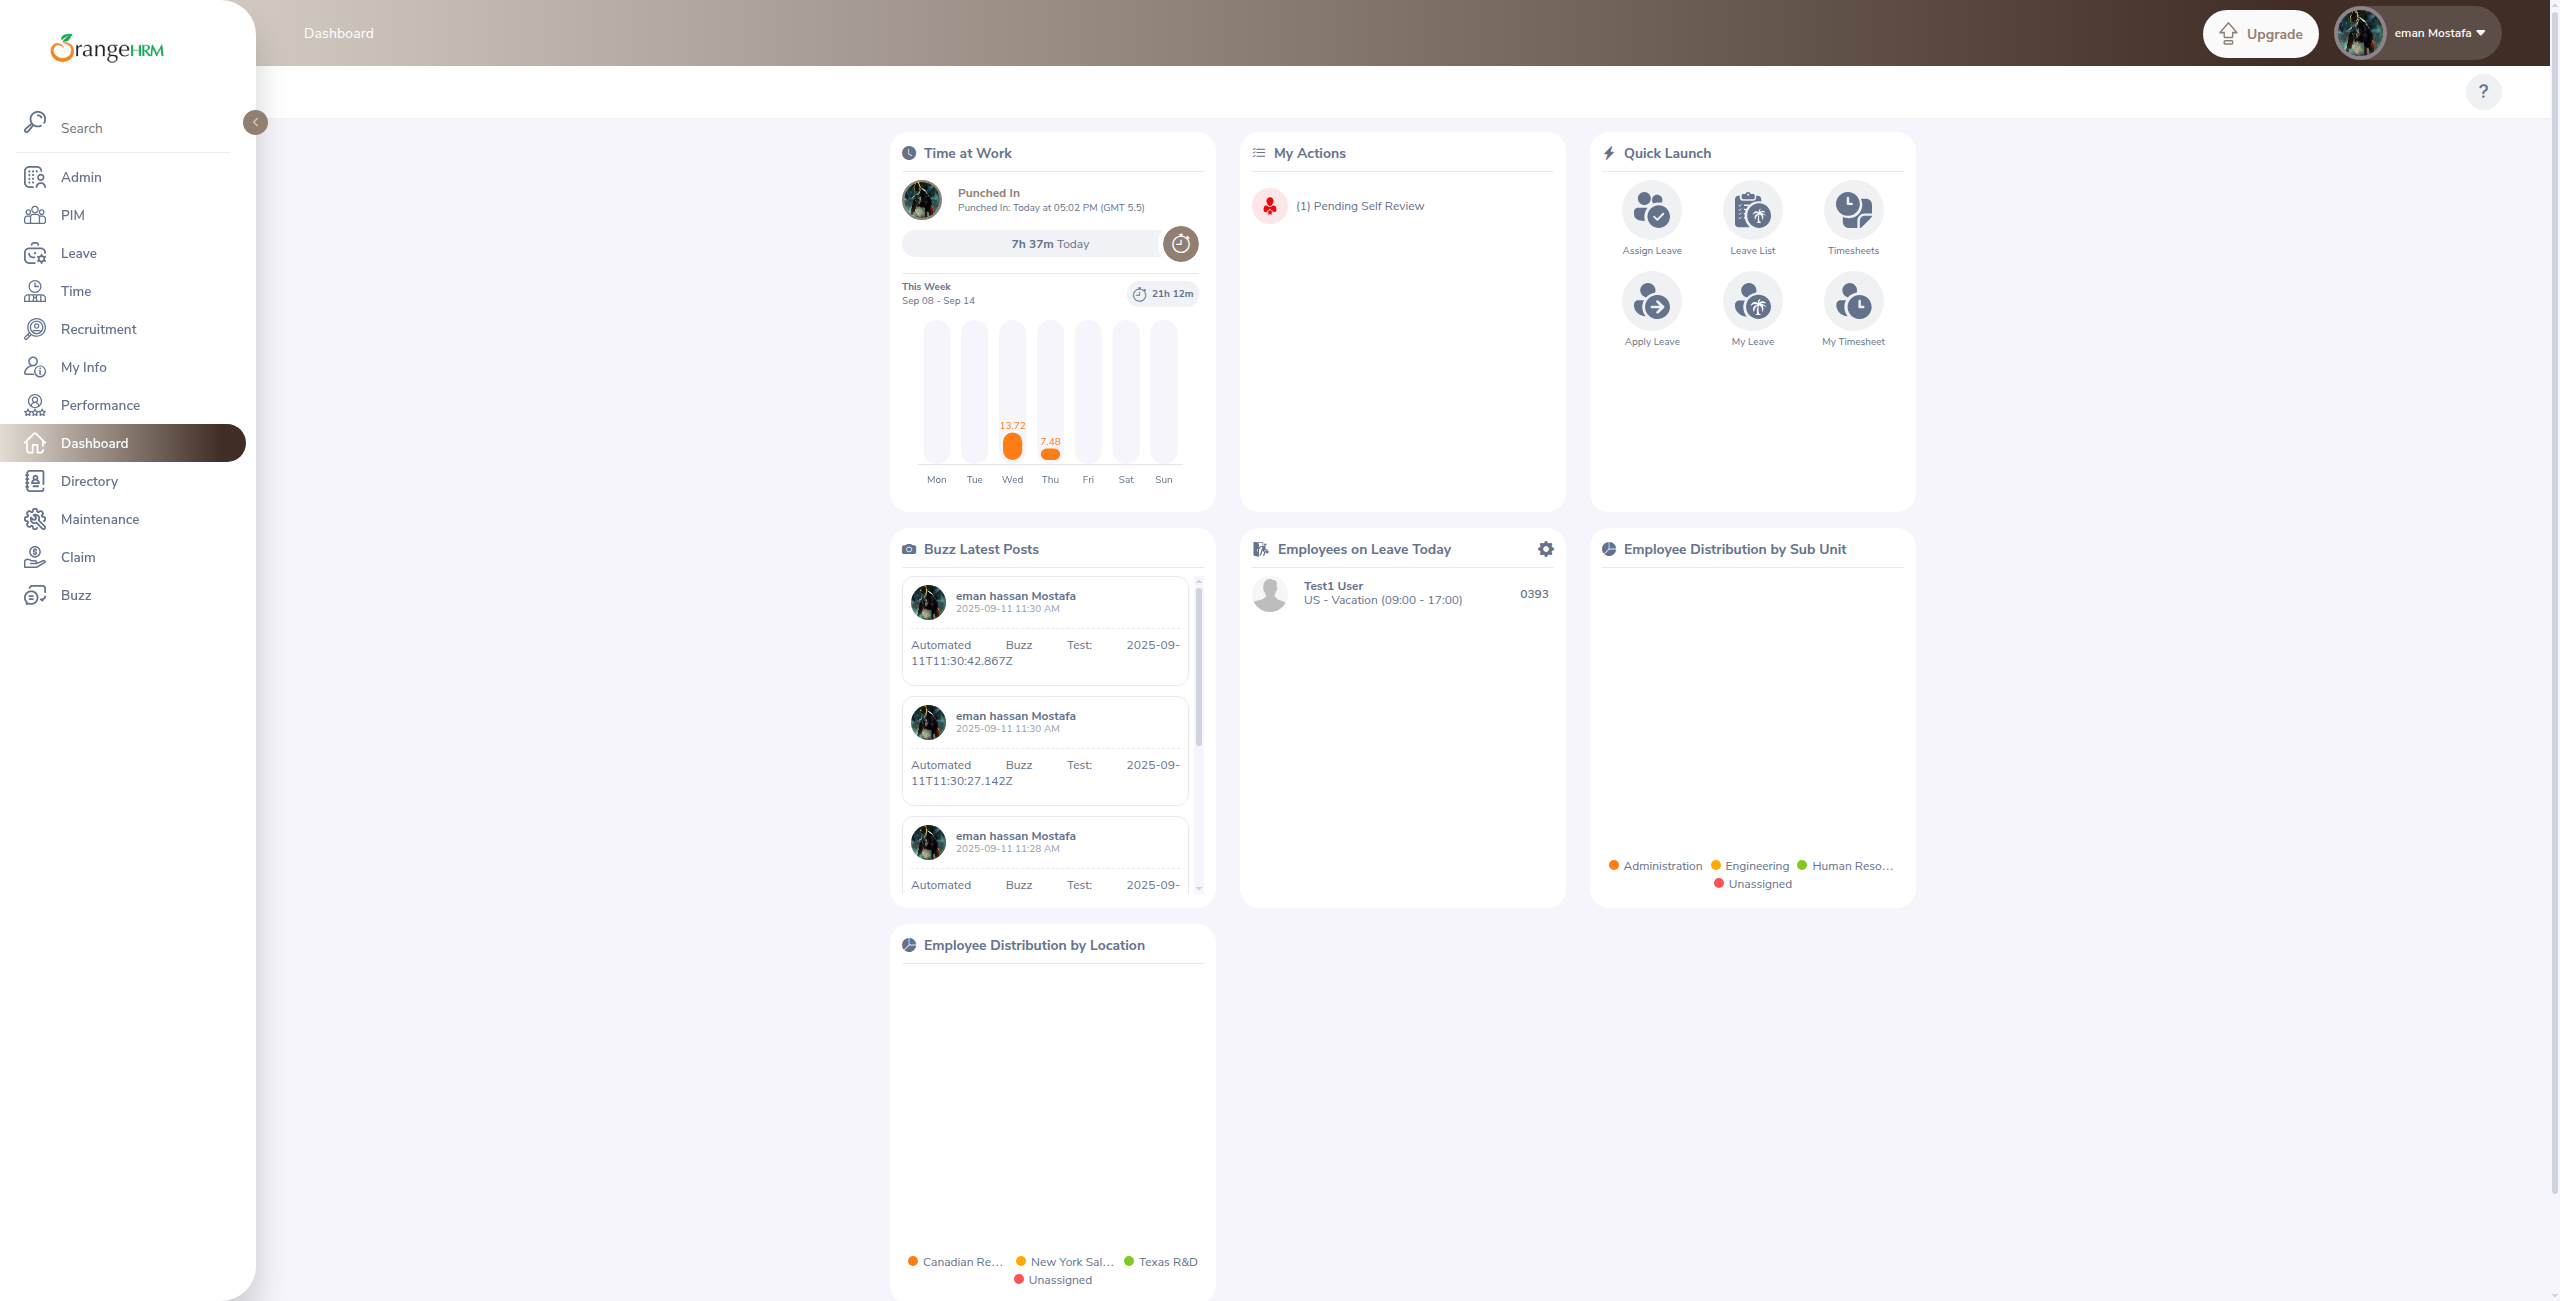 OrangeHRM
Dashboard
Upgrade
eman Mostafa
?
Search
Admin
PIM
Leave
Time
Recruitment
My Info
Performance
Dashboard
Directory
Maintenance
Claim
Buzz
Time at Work
Punched In
Punched In: Today at 05:02 PM (GMT 5.5)
7h 37m Today
This Week
Sep 08 - Sep 14
21h 12m
13.72
7.48
Mon Tue Wed Thu Fri Sat Sun
My Actions
(1) Pending Self Review
Quick Launch
Assign Leave
Leave List
Timesheets
Apply Leave
My Leave
My Timesheet
Buzz Latest Posts
eman hassan Mostafa
2025-09-11 11:30 AM
Automated Buzz Test: 2025-09-
11T11:30:42.867Z
eman hassan Mostafa
2025-09-11 11:30 AM
Automated Buzz Test: 2025-09-
11T11:30:27.142Z
eman hassan Mostafa
2025-09-11 11:28 AM
Automated Buzz Test: 2025-09-
Employees on Leave Today
Test1 User
US - Vacation (09:00 - 17:00)
0393
Employee Distribution by Sub Unit
Administration Engineering Human Reso...
Unassigned
Employee Distribution by Location
Canadian Re... New York Sal... Texas R&D
Unassigned